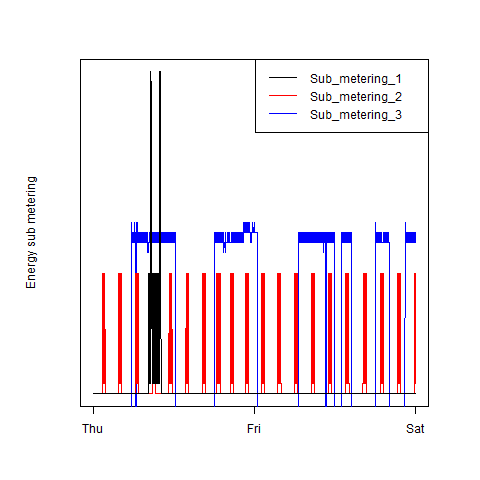 Sub_metering_1
Sub_metering_2
Sub_metering_3
Energy sub metering
Thu
Fri
Sat